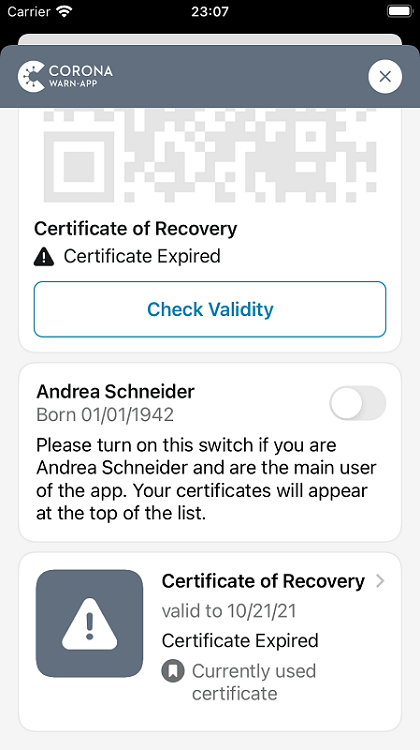 Carrier 23:07
CORONA
WARN-APP
Certificate of Recovery
Certificate Expired
Check Validity
Andrea Schneider
Born 01/01/1942
Please turn on this switch if you are
Andrea Schneider and are the main user
of the app. Your certificates will appear
at the top of the list.
Certificate of Recovery
valid to 10/21/21
Certificate Expired
Currently used
certificate